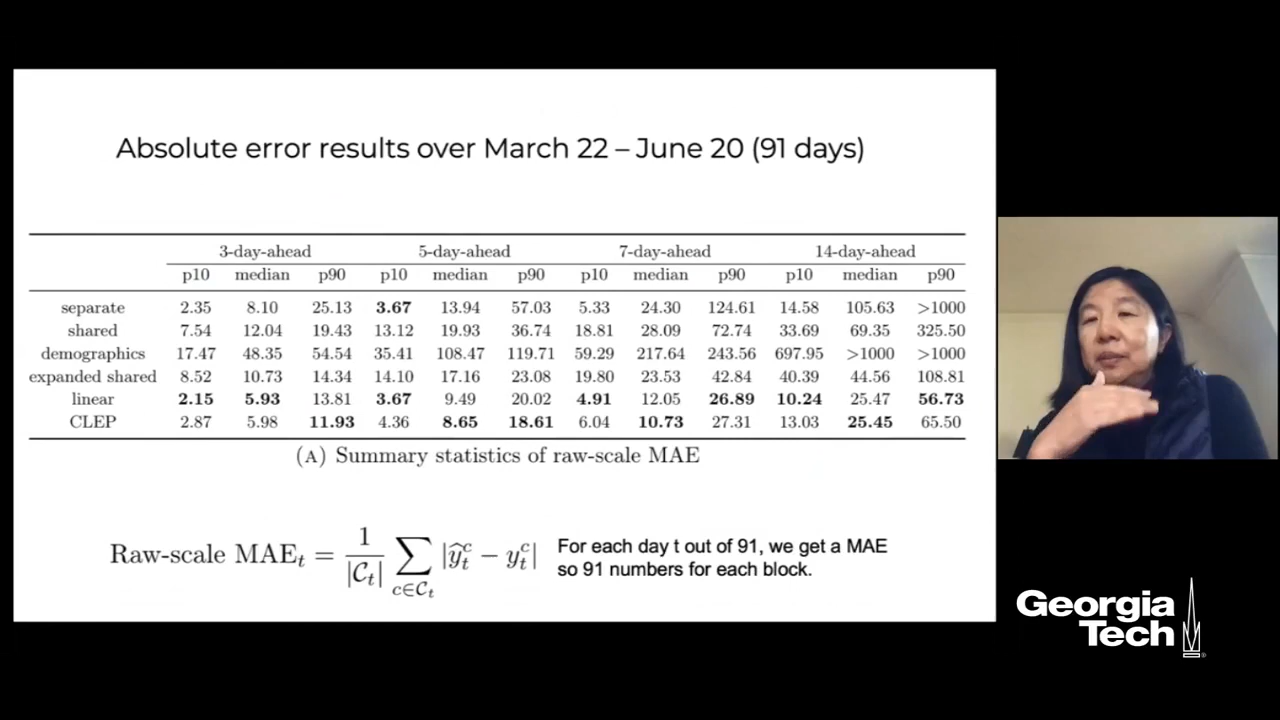 Absolute error results over March 22 – June 20 (91 days)
3-day-ahead 5-day-ahead 7-day-ahead 14-day-ahead
p10 median p90 p10 median p90 p10 median p90 p10 median p90
separate 2.35 8.10 25.13 3.67 13.94 57.03 5.33 24.30 124.61 14.58 105.63 >1000
shared 7.54 12.04 19.43 13.12 19.93 36.74 18.81 28.09 72.74 33.69 69.35 325.50
demographics 17.47 48.35 54.54 35.41 108.47 119.71 59.29 217.64 243.56 697.95 >1000 >1000
expanded shared 8.52 10.73 14.34 14.10 17.16 23.08 19.80 23.53 42.84 40.39 44.56 108.81
linear 2.15 5.93 13.81 3.67 9.49 20.02 4.91 12.05 26.89 10.24 25.47 56.73
CLEP 2.87 5.98 11.93 4.36 8.65 18.61 6.04 10.73 27.31 13.03 25.45 65.50
(A) Summary statistics of raw-scale MAE
Raw-scale MAE_t = 1/|𝒞_t| ∑_{c∈𝒞_t} |ŷ_t^c − y_t^c|
For each day t out of 91, we get a MAE
so 91 numbers for each block.
Georgia
Tech